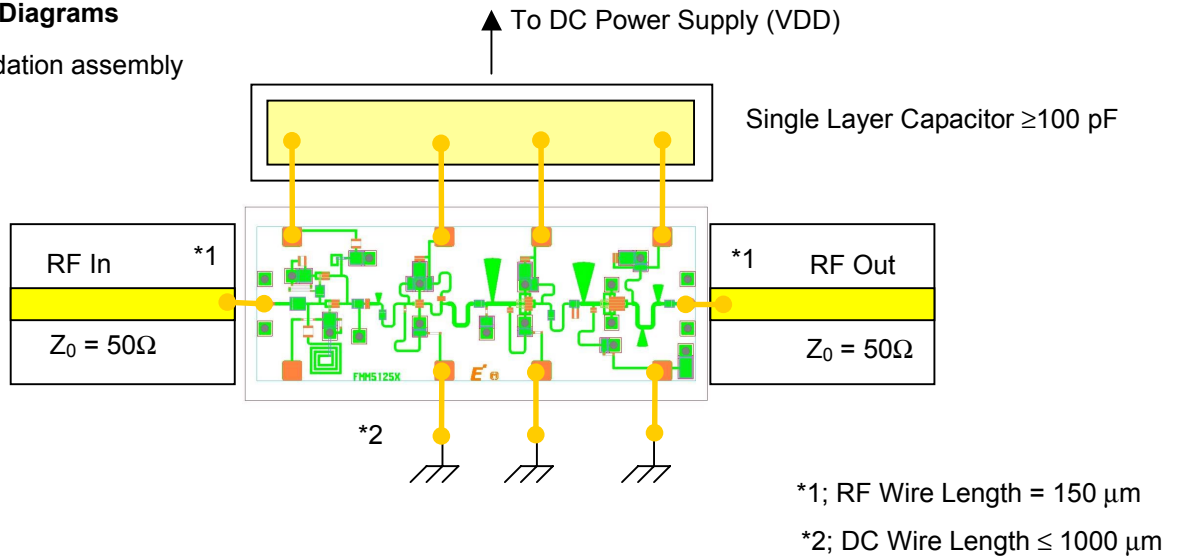 Diagrams
To DC Power Supply (VDD)
dation assembly
Single Layer Capacitor ≥100 pF
RF In
*1
*1
RF Out
Z0 = 50Ω
Z0 = 50Ω
FMM5125X
E
*2
*1; RF Wire Length = 150 μm
*2; DC Wire Length ≤ 1000 μm